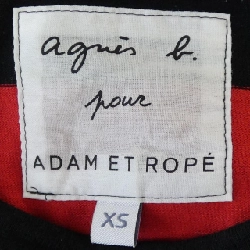 agnès b.
pour
ADAM ET ROPÉ
XS